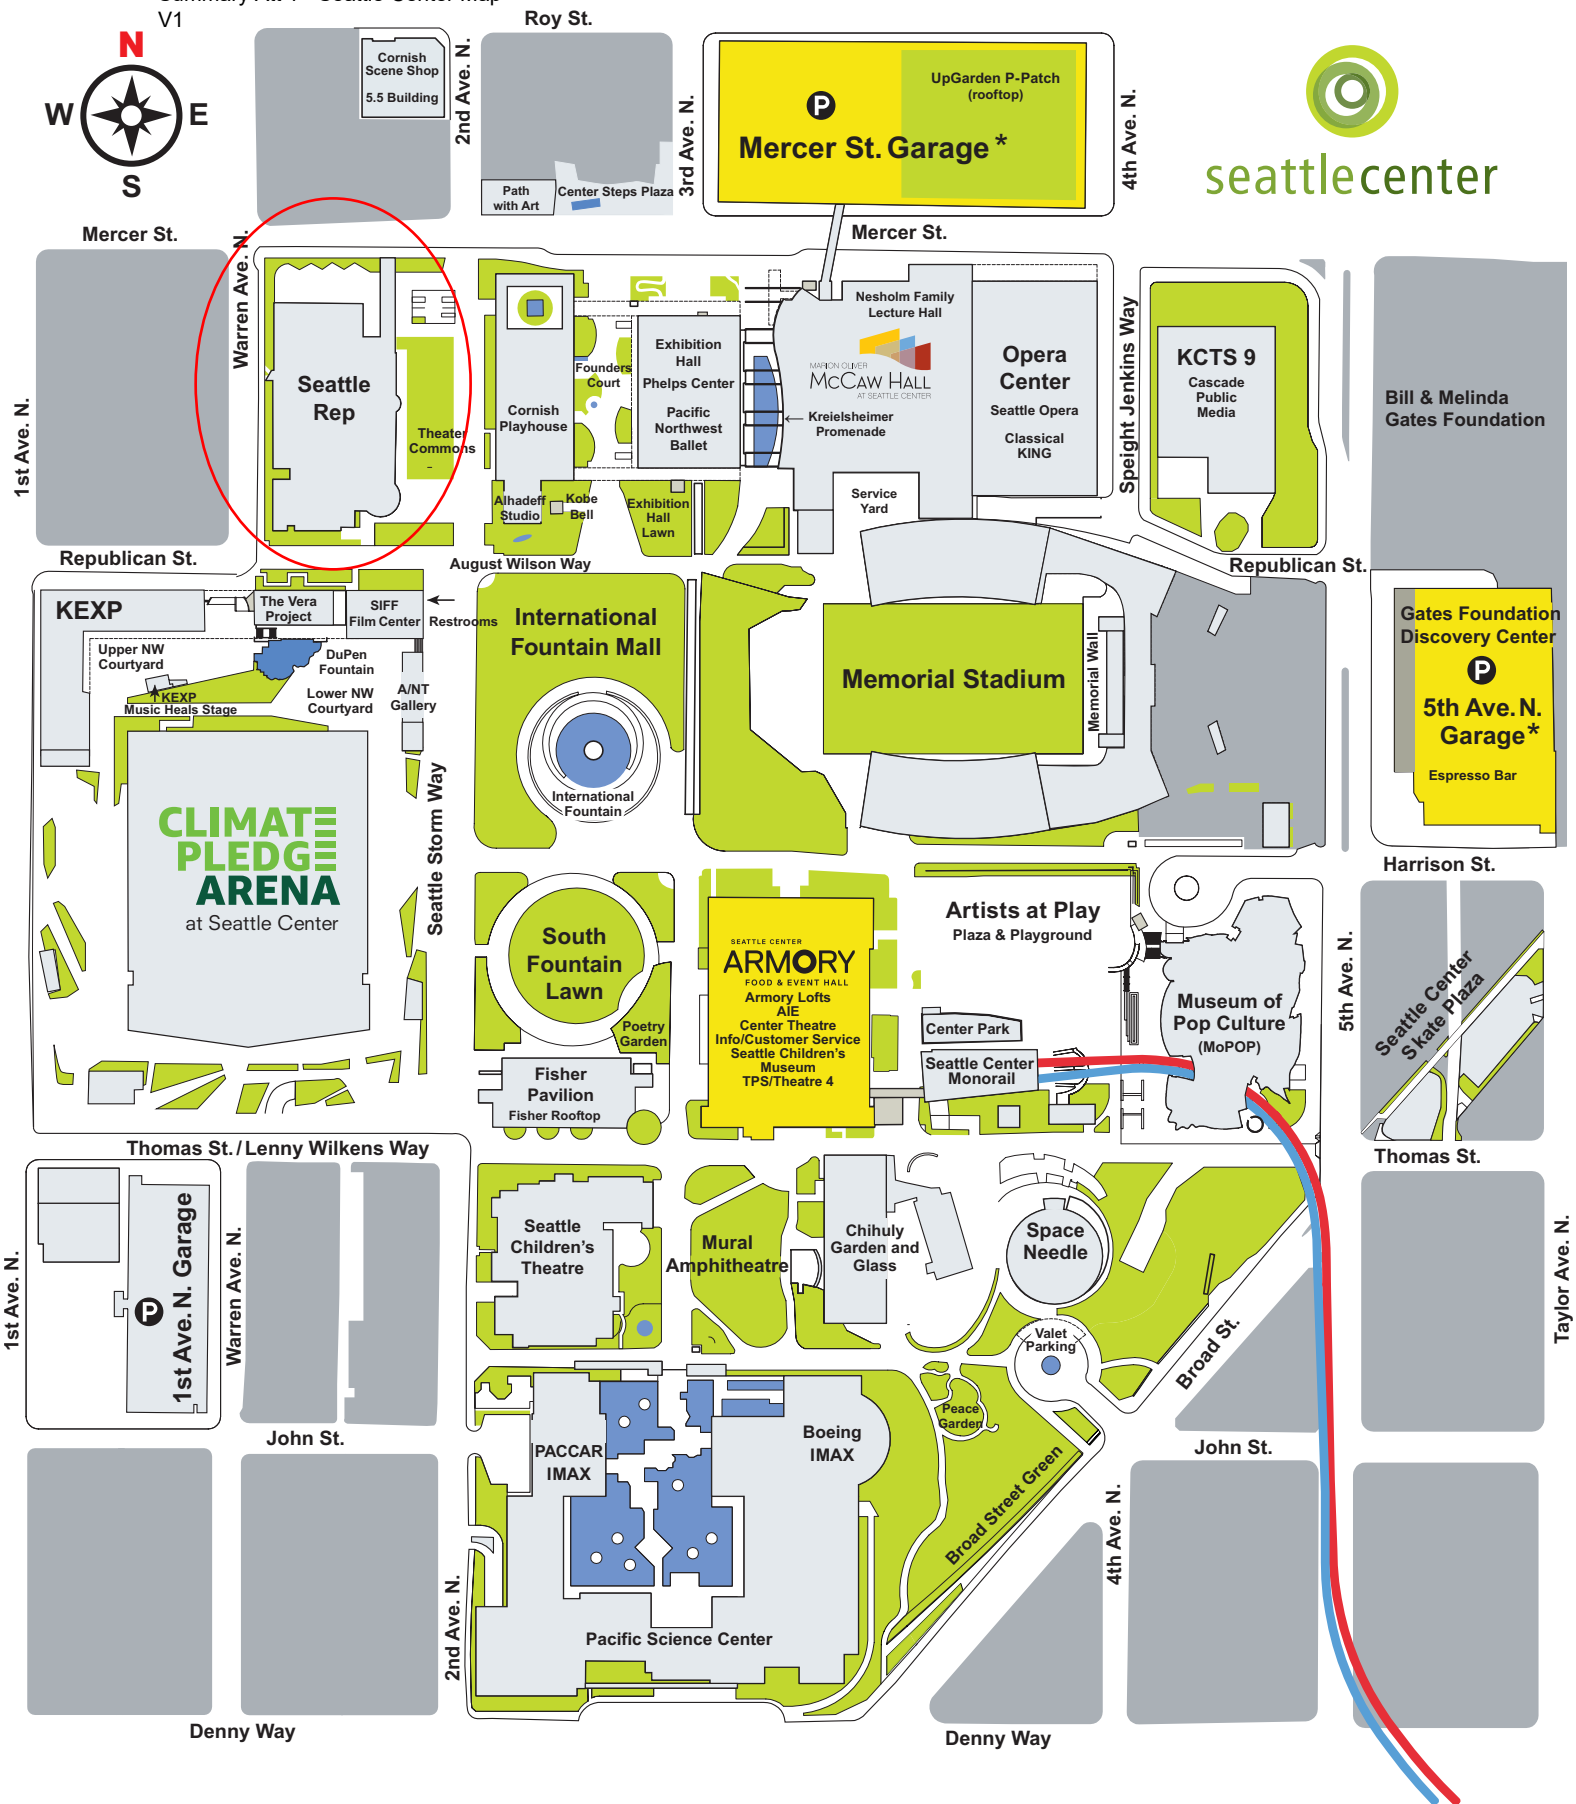 V1
Roy St.
N
W
E
S
Cornish
Scene Shop
5.5 Building
2nd Ave. N.
Path
with Art
Center Steps Plaza
3rd Ave. N.
P
UpGarden P-Patch
(rooftop)
Mercer St. Garage *
4th Ave. N.
seattlecenter
Mercer St.
Mercer St.
Warren Ave. N.
1st Ave. N.
Seattle
Rep
Theater
Commons
Cornish
Playhouse
Founders
Court
Exhibition
Hall
Phelps Center
Pacific
Northwest
Ballet
Nesholm Family
Lecture Hall
MARION OLIVER
McCAW HALL
AT SEATTLE CENTER
Kreielsheimer
Promenade
Opera
Center
Seattle Opera
Classical
KING
Speight Jenkins Way
KCTS 9
Cascade
Public
Media
Bill & Melinda
Gates Foundation
Alhadeff
Studio
Kobe
Bell
Exhibition
Hall
Lawn
Service
Yard
Republican St.
August Wilson Way
Republican St.
KEXP
The Vera
Project
SIFF
Film Center
Restrooms
Upper NW
Courtyard
DuPen
Fountain
KEXP
Music Heals Stage
Lower NW
Courtyard
A/NT
Gallery
International
Fountain Mall
International
Fountain
Memorial Stadium
Memorial Wall
Gates Foundation
Discovery Center
P
5th Ave. N.
Garage*
Espresso Bar
CLIMATE
PLEDGE
ARENA
at Seattle Center
Seattle Storm Way
Harrison St.
South
Fountain
Lawn
Poetry
Garden
SEATTLE CENTER
ARMORY
FOOD & EVENT HALL
Armory Lofts
AIE
Center Theatre
Info/Customer Service
Seattle Children's
Museum
TPS/Theatre 4
Artists at Play
Plaza & Playground
Center Park
Seattle Center
Monorail
Museum of
Pop Culture
(MoPOP)
5th Ave. N.
Seattle Center
Skate Plaza
Fisher
Pavilion
Fisher Rooftop
Thomas St. / Lenny Wilkens Way
Thomas St.
1st Ave. N.
P
1st Ave. N. Garage
Warren Ave. N.
Seattle
Children's
Theatre
Mural
Amphitheatre
Chihuly
Garden and
Glass
Space
Needle
Valet
Parking
Broad St.
Taylor Ave. N.
Peace
Garden
John St.
John St.
PACCAR
IMAX
Boeing
IMAX
Broad Street Green
4th Ave. N.
2nd Ave. N.
Pacific Science Center
Denny Way
Denny Way